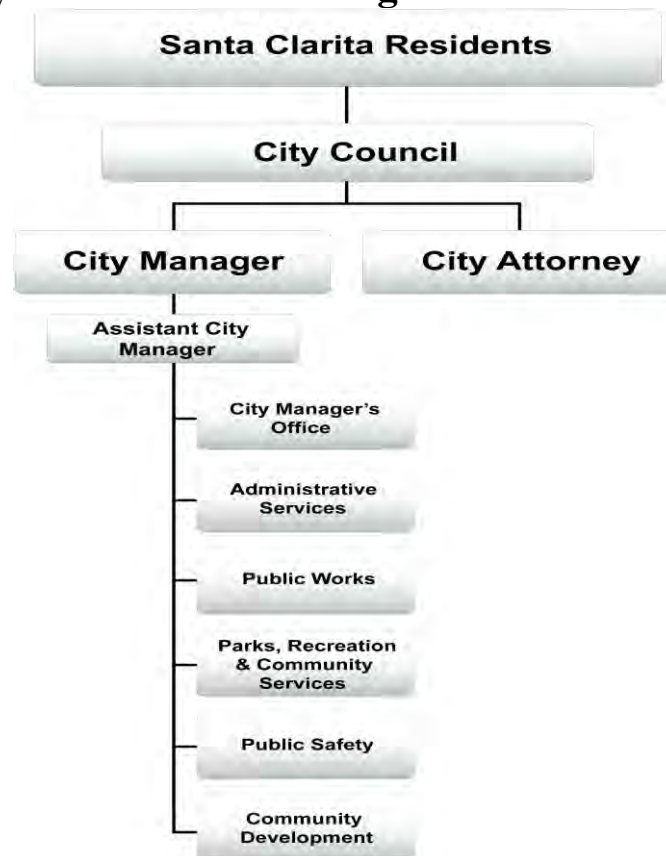 Santa Clarita Residents
City Council
City Manager
City Attorney
Assistant City
Manager
City Manager’s
Office
Administrative
Services
Public Works
Parks, Recreation
& Community
Services
Public Safety
Community
Development